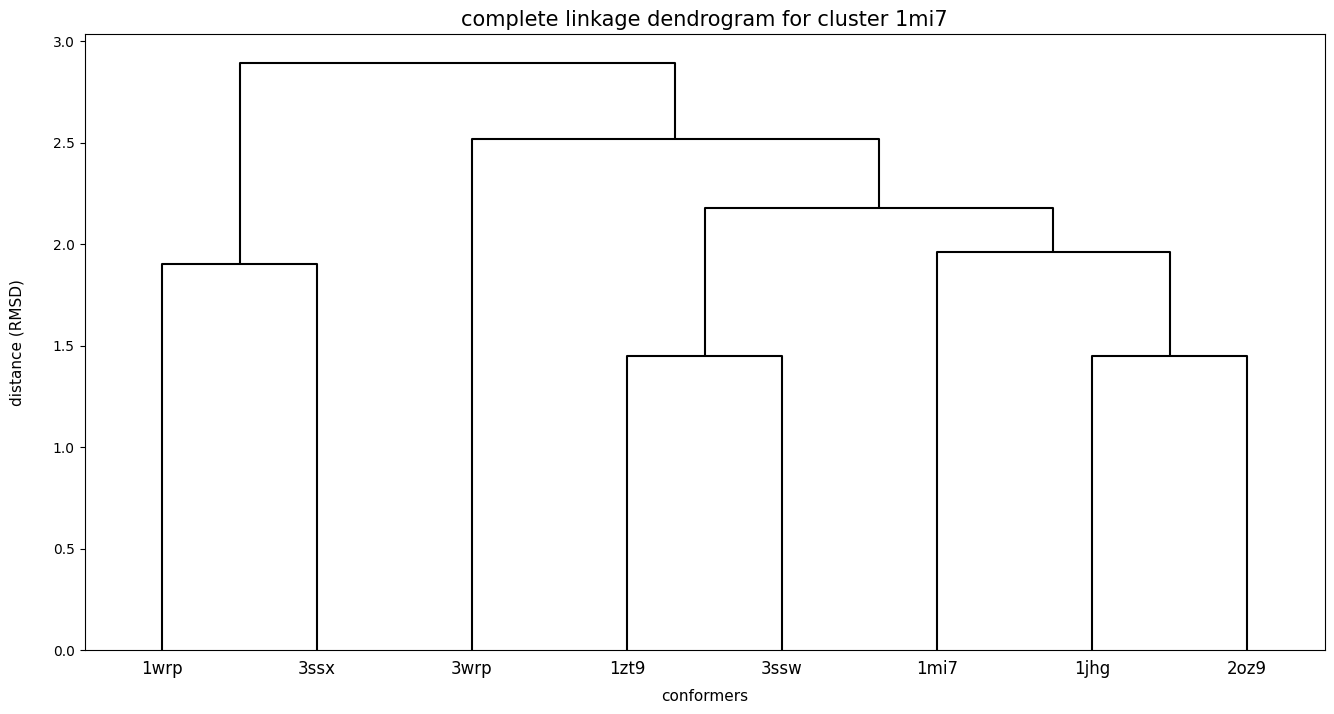 complete linkage dendrogram for cluster 1mi7
3.0
2.5
2.0
1.5
1.0
0.5
0.0
distance (RMSD)
1wrp 3ssx 3wrp 1zt9 3ssw 1mi7 1jhg 2oz9
conformers